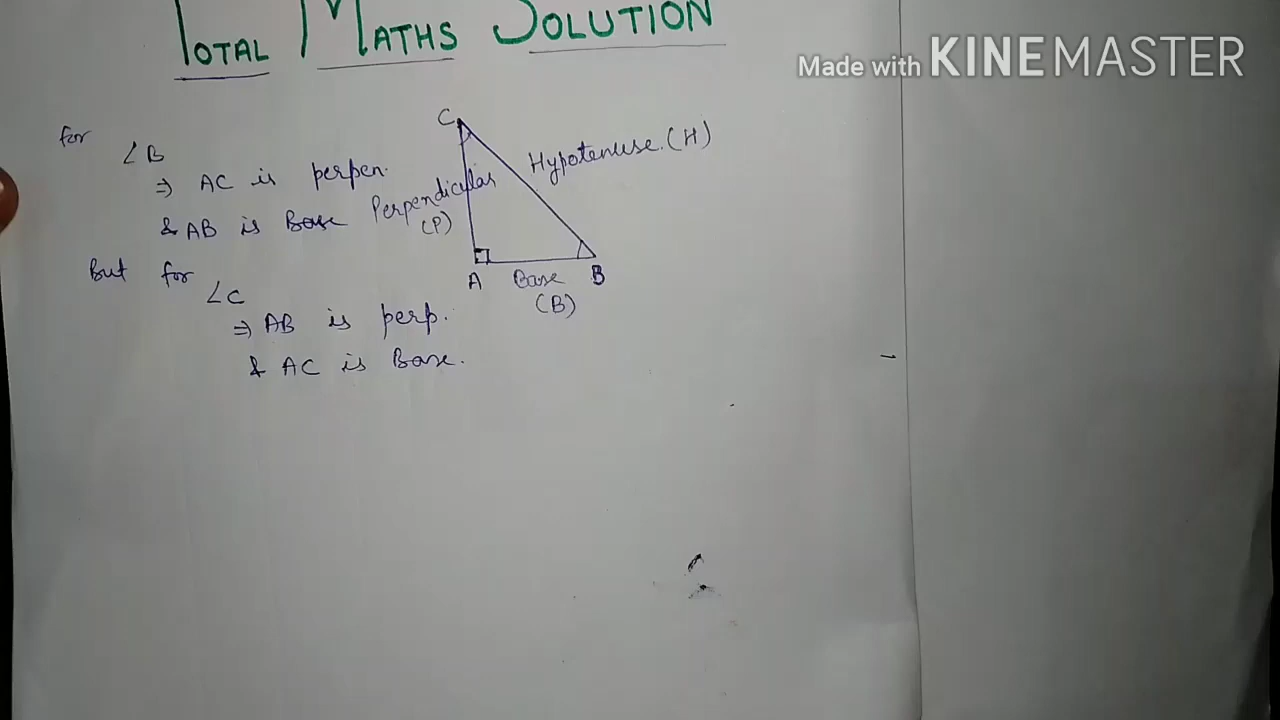 TOTAL MATHS SOLUTION
Made with KINEMASTER
for
∠B
⇒ AC is perpen.
& AB is Base
But for
∠C
⇒ AB is perp.
& AC is Base.
C
Hypotenuse. (H)
Perpendicular
(P)
A
Base
B
(B)